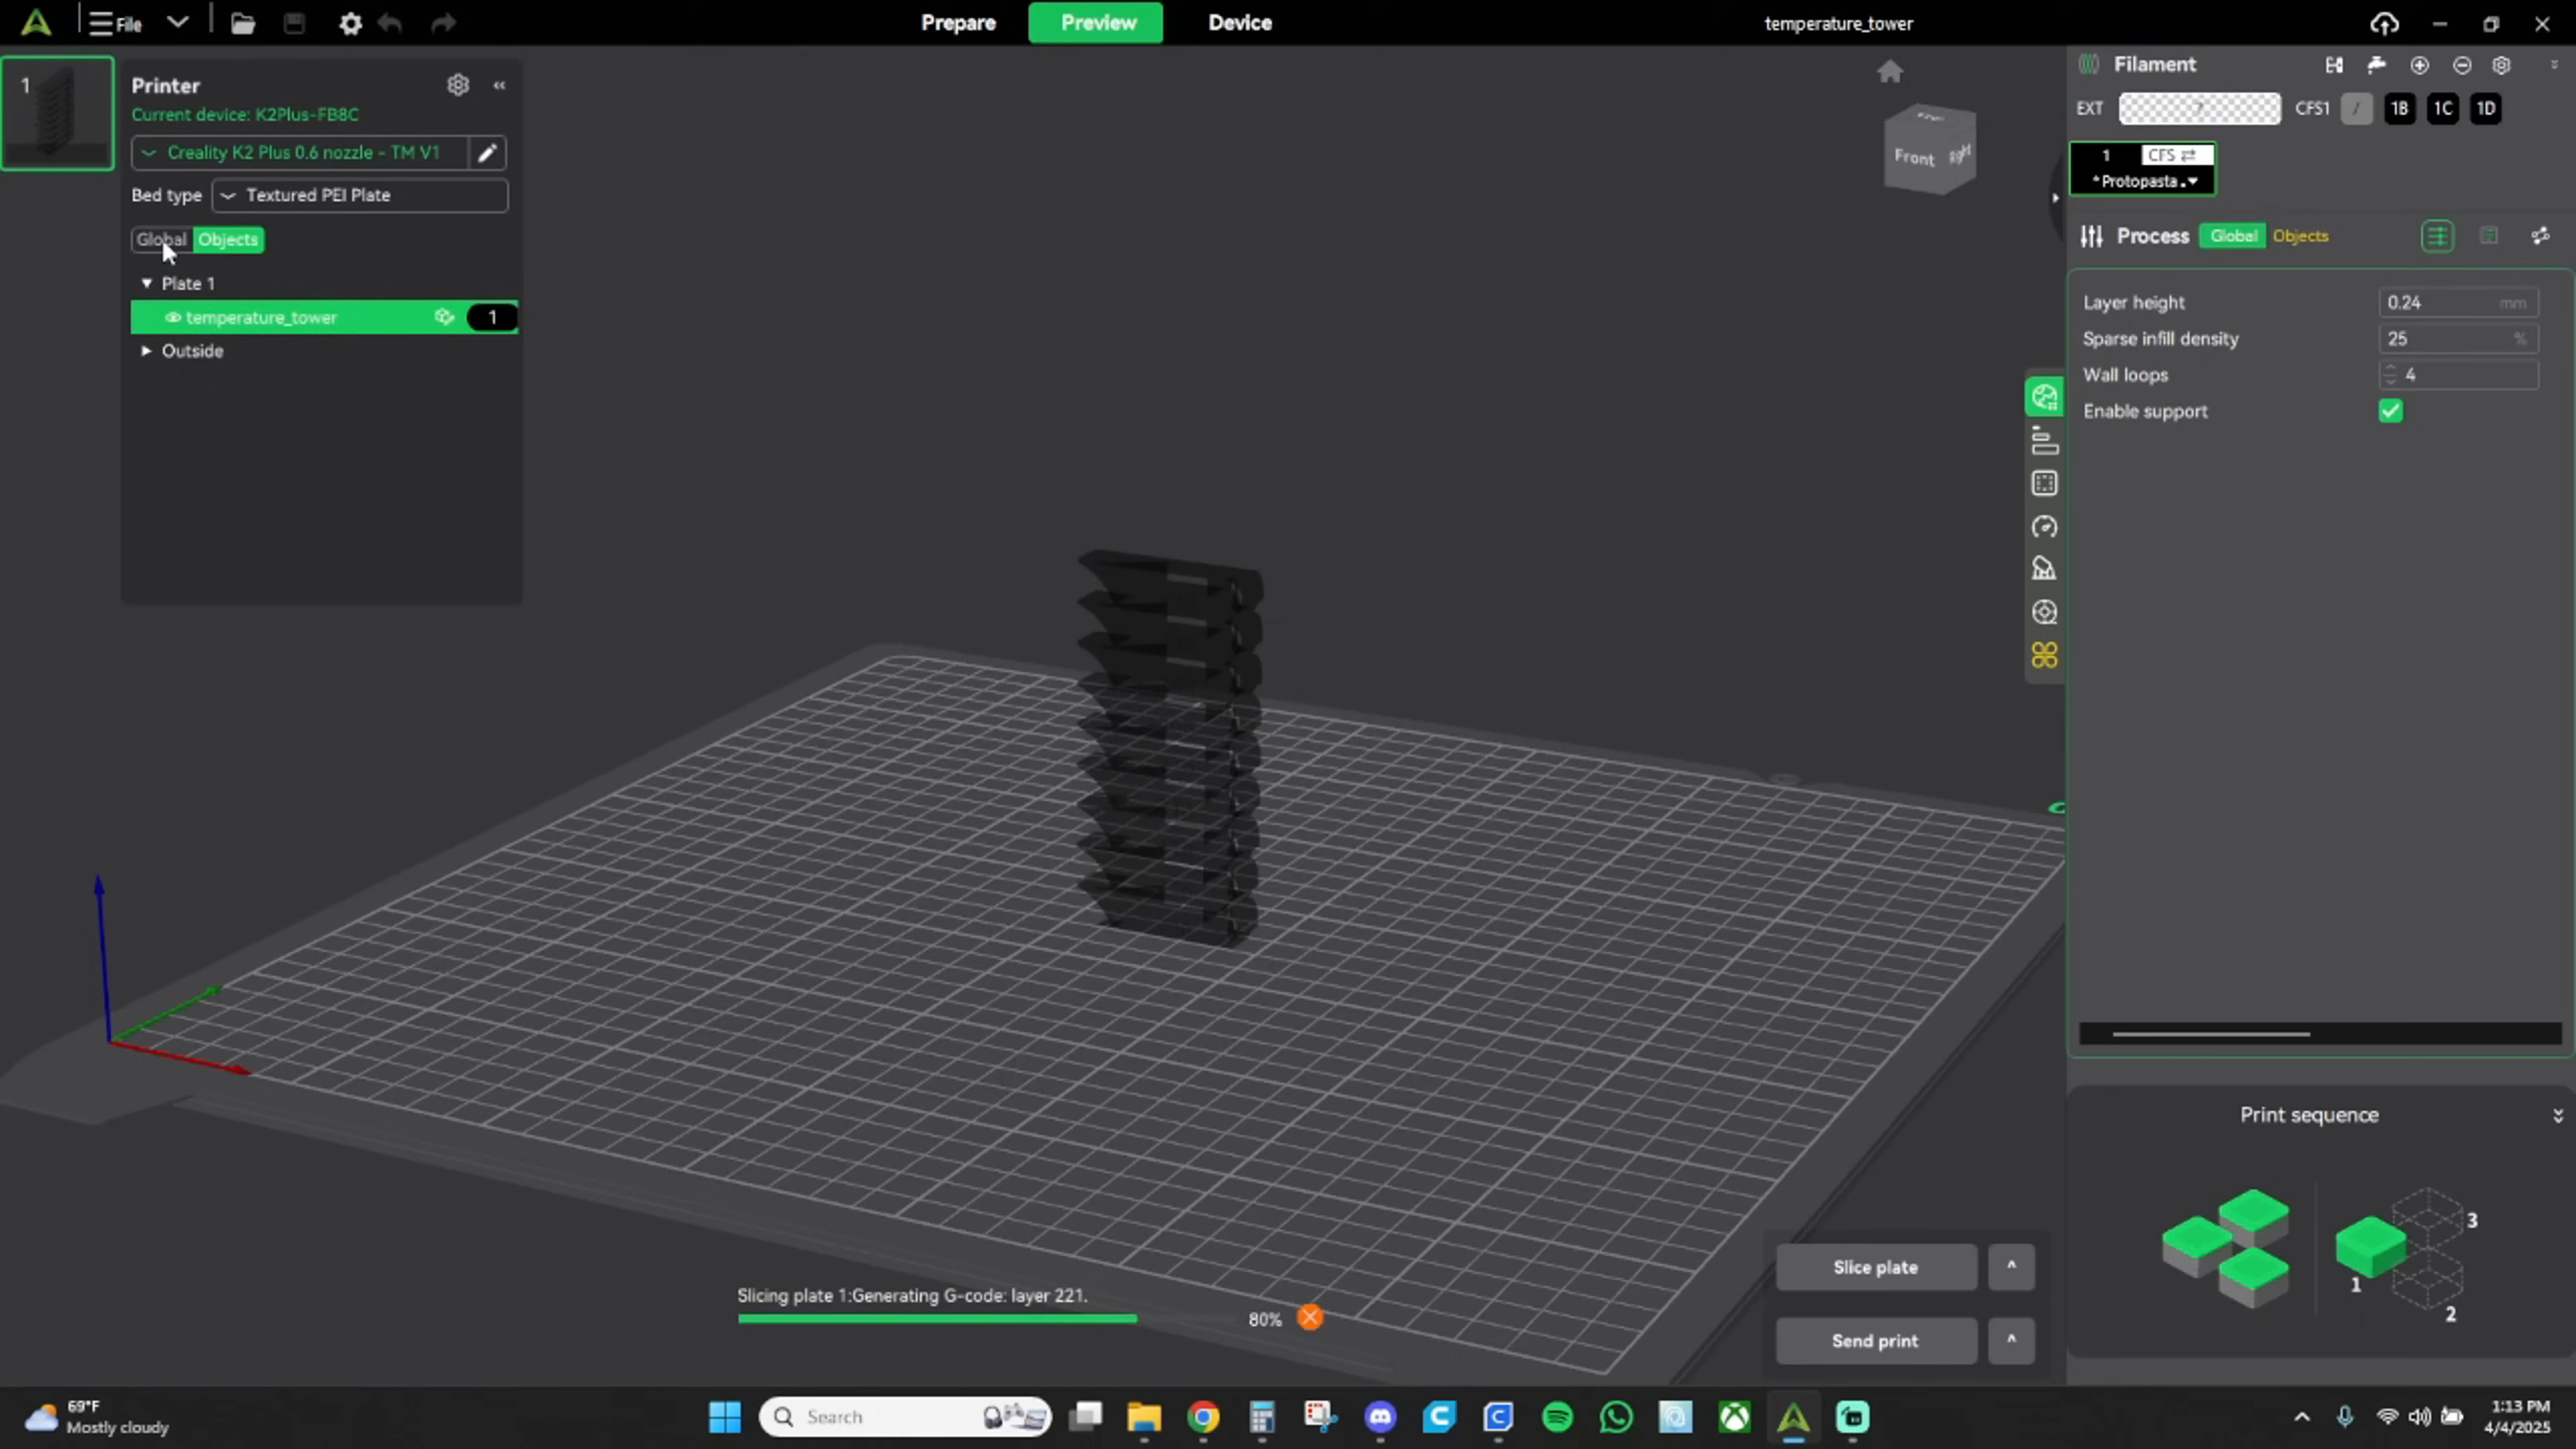 File
Prepare
Preview
Device
temperature_tower
1
Printer
Current device: K2Plus-FB8C
Creality K2 Plus 0.6 nozzle - TM V1
Bed type
Textured PEI Plate
Global
Objects
Plate 1
temperature_tower
1
Outside
Front
Right
Filament
EXT
?
CFS1
/
1B
1C
1D
1
CFS
* Protopasta .
Process
Global
Objects
Layer height
0.24
mm
Sparse infill density
25
%
Wall loops
4
Enable support
Print sequence
1
2
3
Slicing plate 1:Generating G-code: layer 221.
80%
Slice plate
Send print
69°F
Mostly cloudy
Search
1:13 PM
4/4/2025